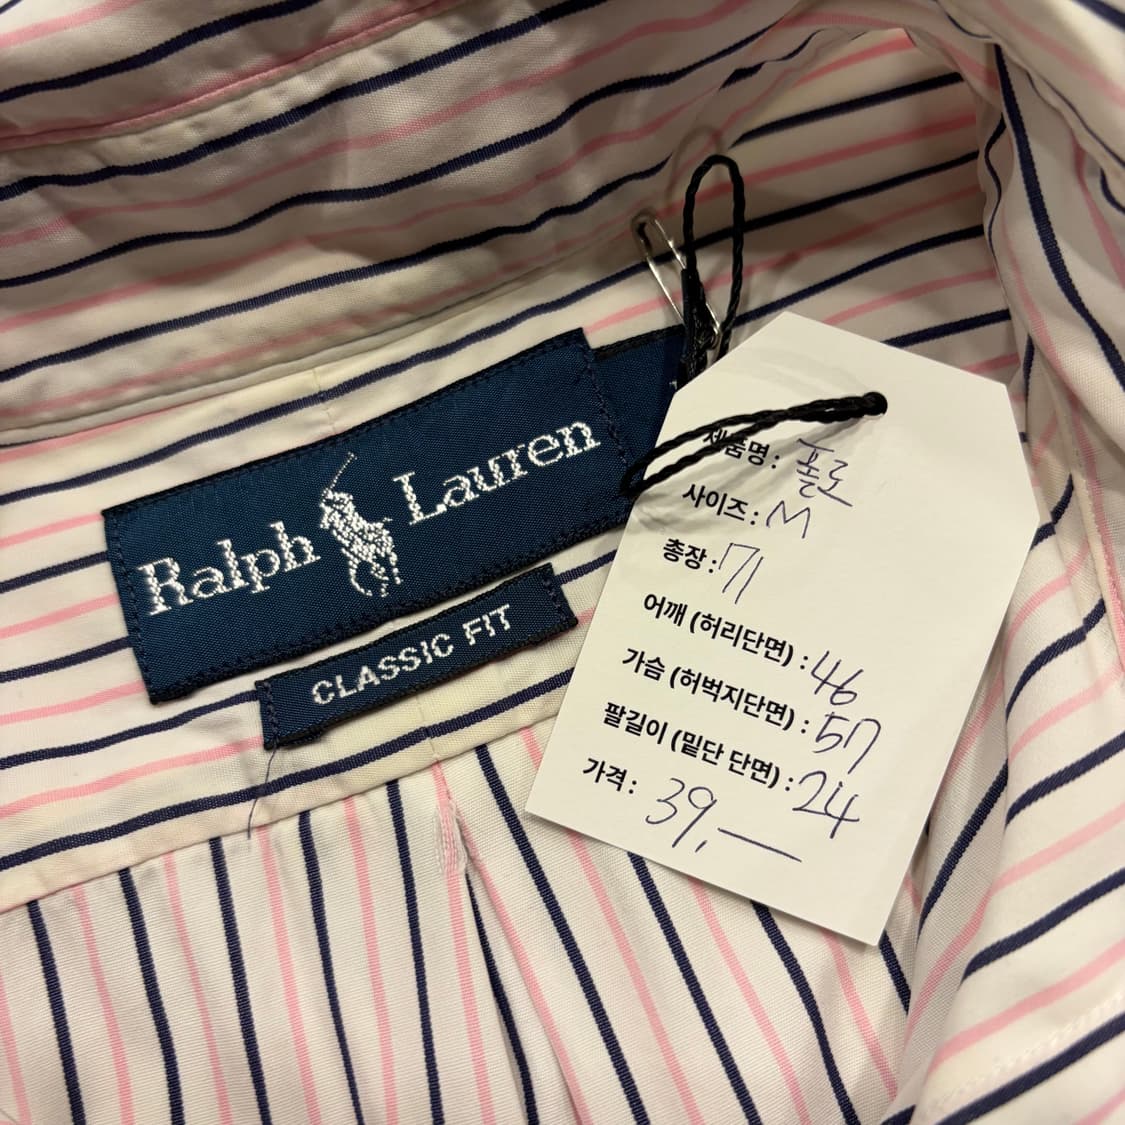 Ralph Lauren
CLASSIC FIT
제품명 : 폴로
사이즈 : M
총장 : 71
어깨 (허리단면) : 46
가슴 (허벅지단면) : 57
팔길이 (밑단 단면) : 24
가격 : 39,—